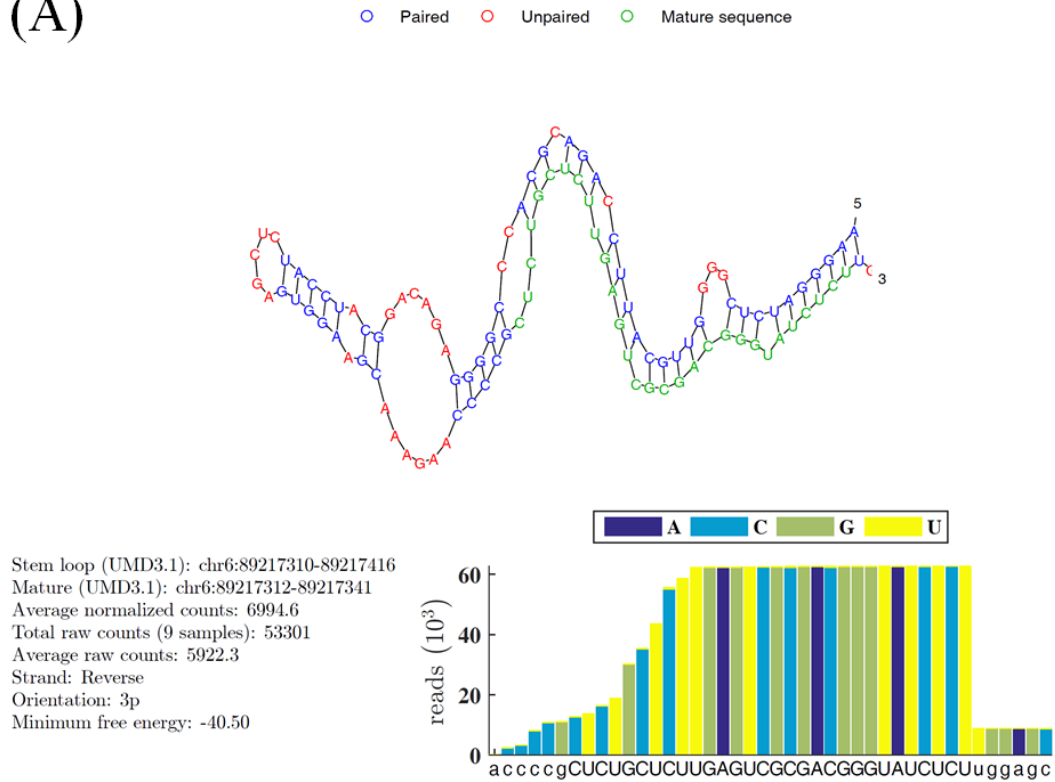 (A)
Paired Unpaired Mature sequence
5
3
A C G U
Stem loop (UMD3.1): chr6:89217310-89217416
Mature (UMD3.1): chr6:89217312-89217341
Average normalized counts: 6994.6
Total raw counts (9 samples): 53301
Average raw counts: 5922.3
Strand: Reverse
Orientation: 3p
Minimum free energy: -40.50
reads (10³)
60
40
20
0
accccgCUCUGCUCUUGAGUCGCGACGGGUAUCUCUuggagc